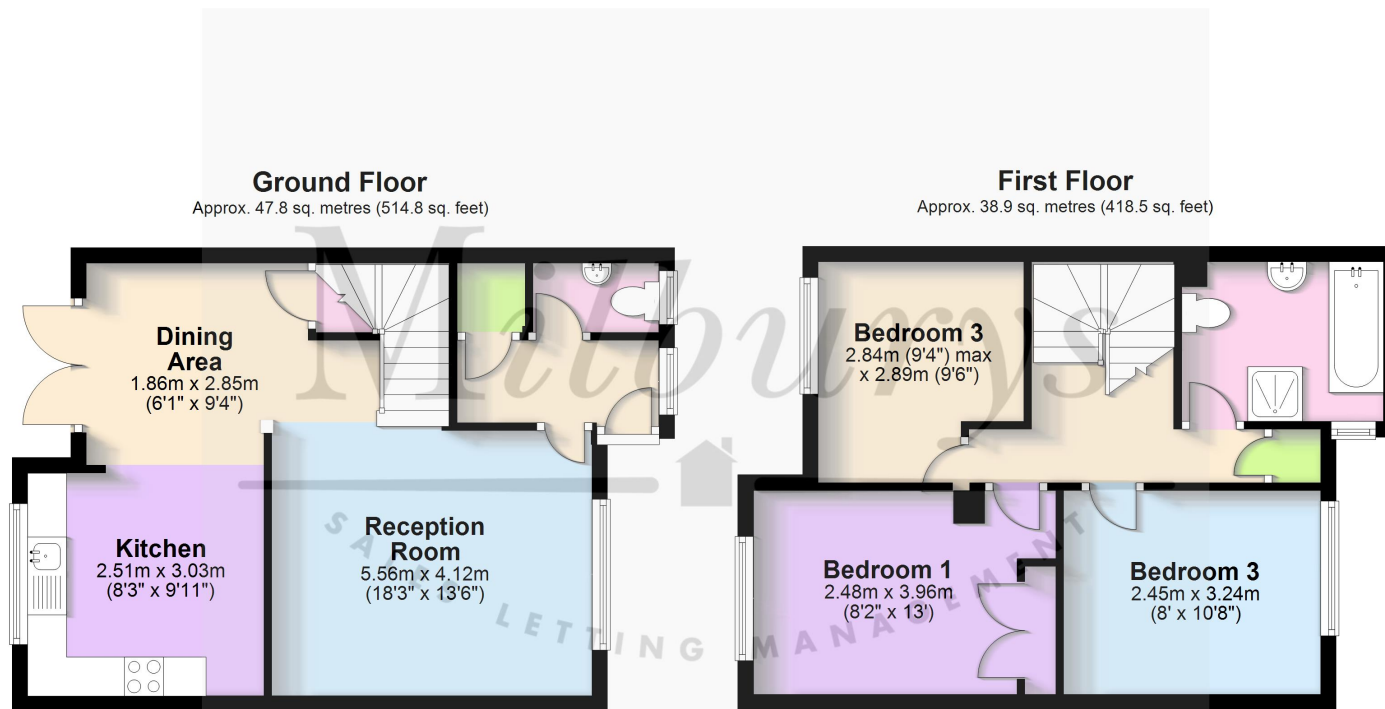 Ground Floor
Approx. 47.8 sq. metres (514.8 sq. feet)
First Floor
Approx. 38.9 sq. metres (418.5 sq. feet)
Milburys
SALES LETTING MANAGEMENT
Dining
Area
1.86m x 2.85m
(6'1" x 9'4")
Kitchen
2.51m x 3.03m
(8'3" x 9'11")
Reception
Room
5.56m x 4.12m
(18'3" x 13'6")
Bedroom 3
2.84m (9'4") max
x 2.89m (9'6")
Bedroom 1
2.48m x 3.96m
(8'2" x 13')
Bedroom 3
2.45m x 3.24m
(8' x 10'8")